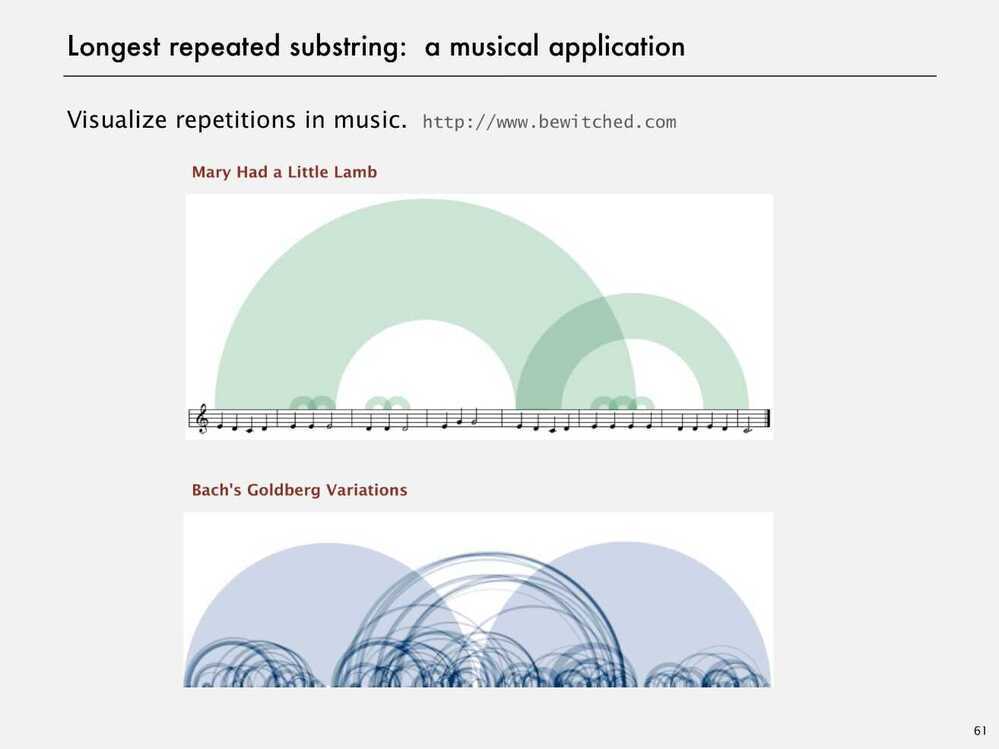 Longest repeated substring: a musical application
Visualize repetitions in music. http://www.bewitched.com
Mary Had a Little Lamb
Bach's Goldberg Variations
61